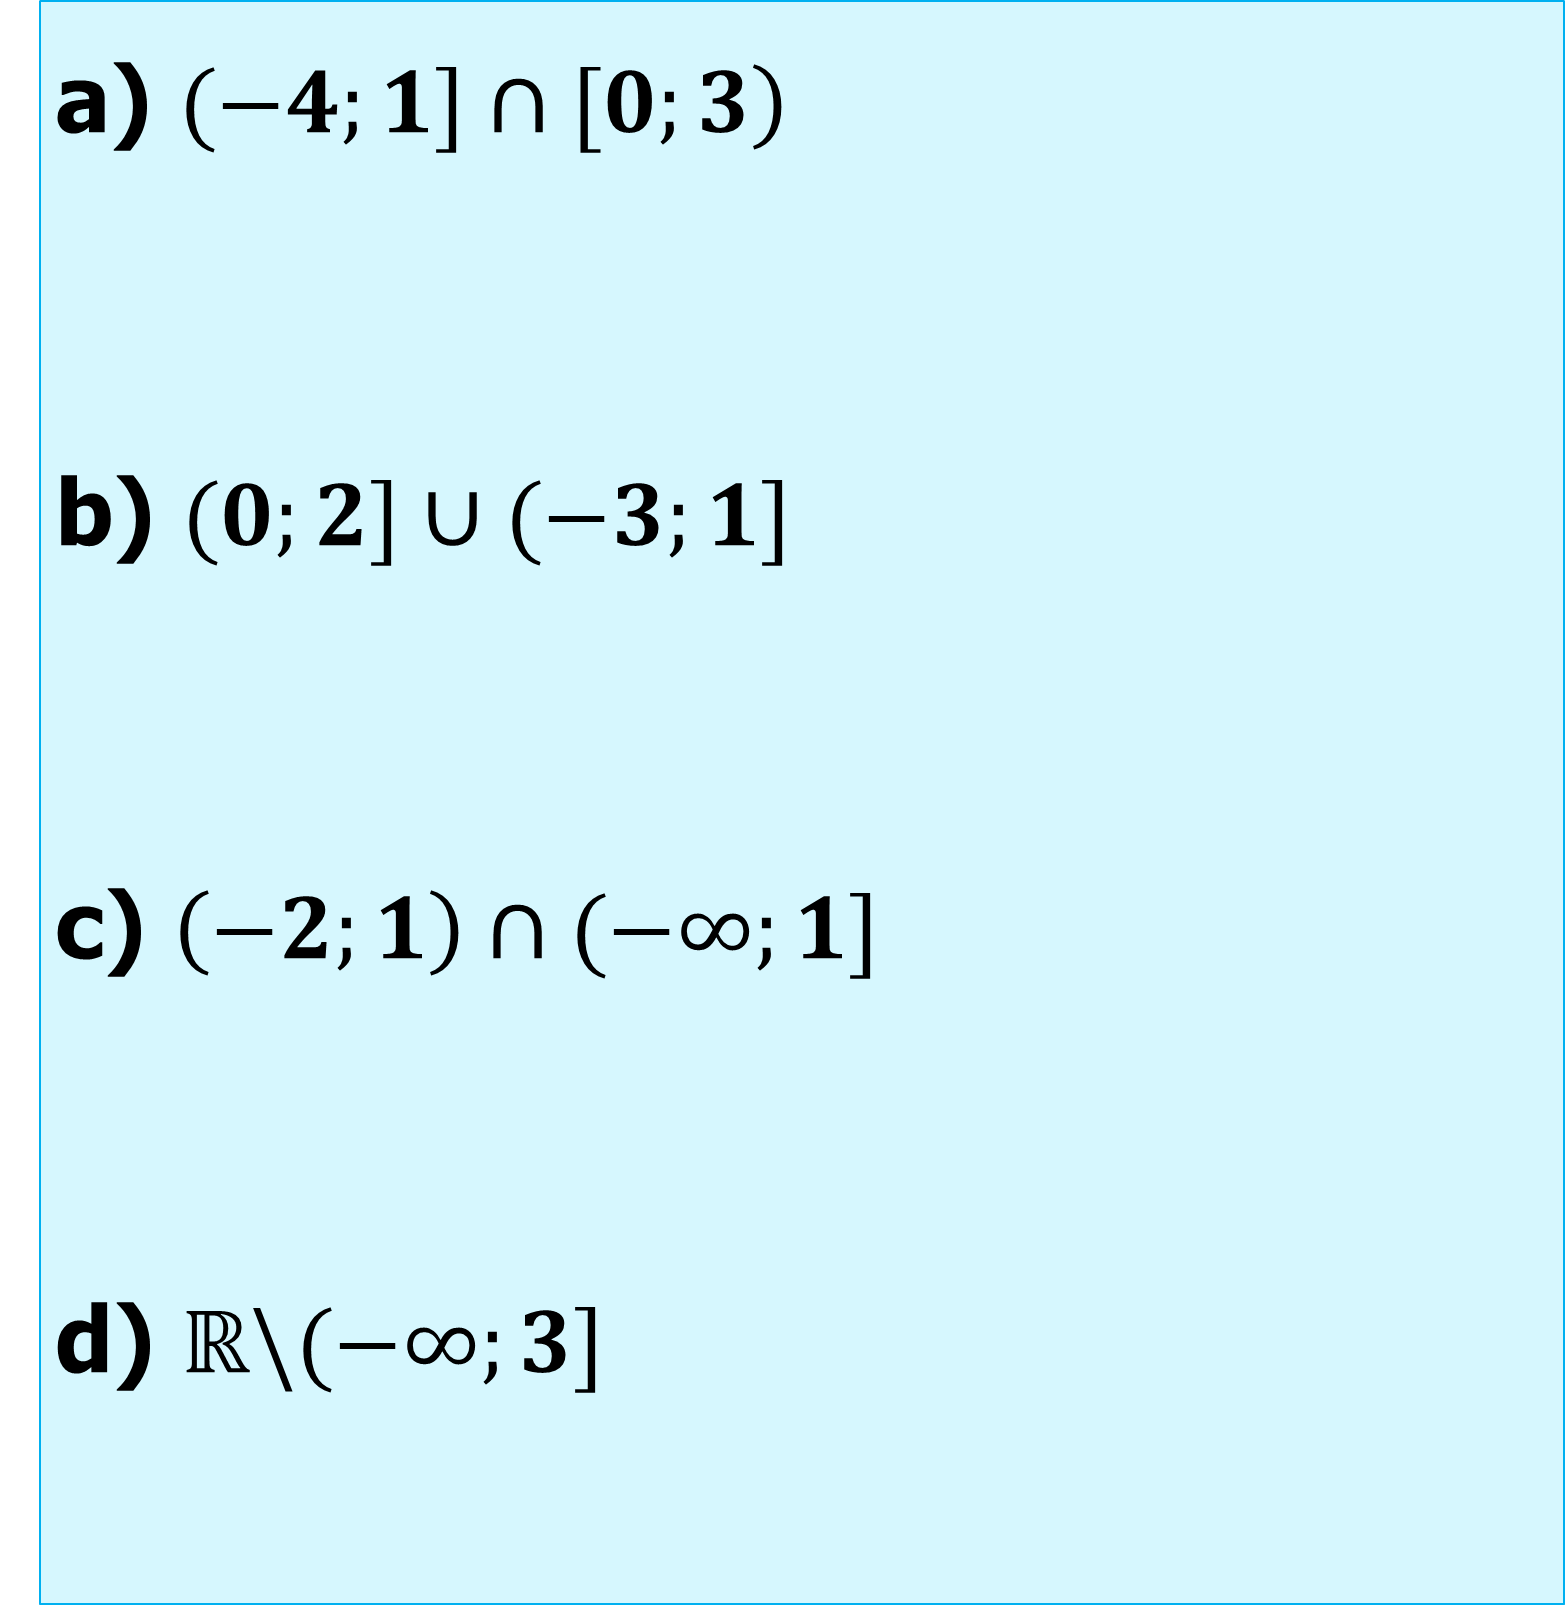 a) (−4; 1] ∩ [0; 3)
b) (0; 2] ∪ (−3; 1]
c) (−2; 1) ∩ (−∞; 1]
d) ℝ\(−∞; 3]